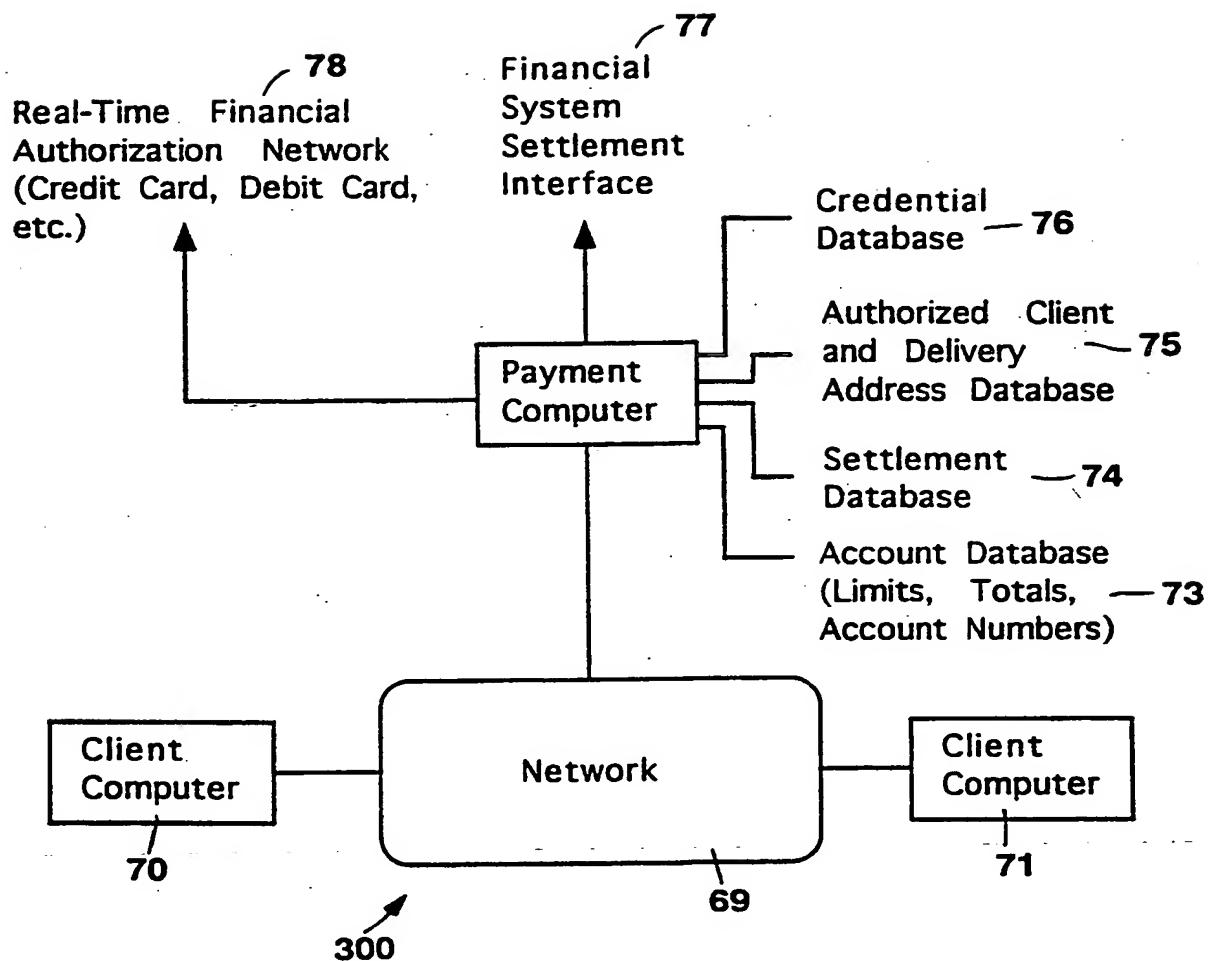 77
78
Financial
System
Settlement
Interface
Real-Time Financial
Authorization Network
(Credit Card, Debit Card,
etc.)
Credential
Database
76
Authorized Client
and Delivery
Address Database
75
Payment
Computer
Settlement
Database
74
Account Database
(Limits, Totals,
Account Numbers)
73
Client
Computer
Network
Client
Computer
70
69
71
300